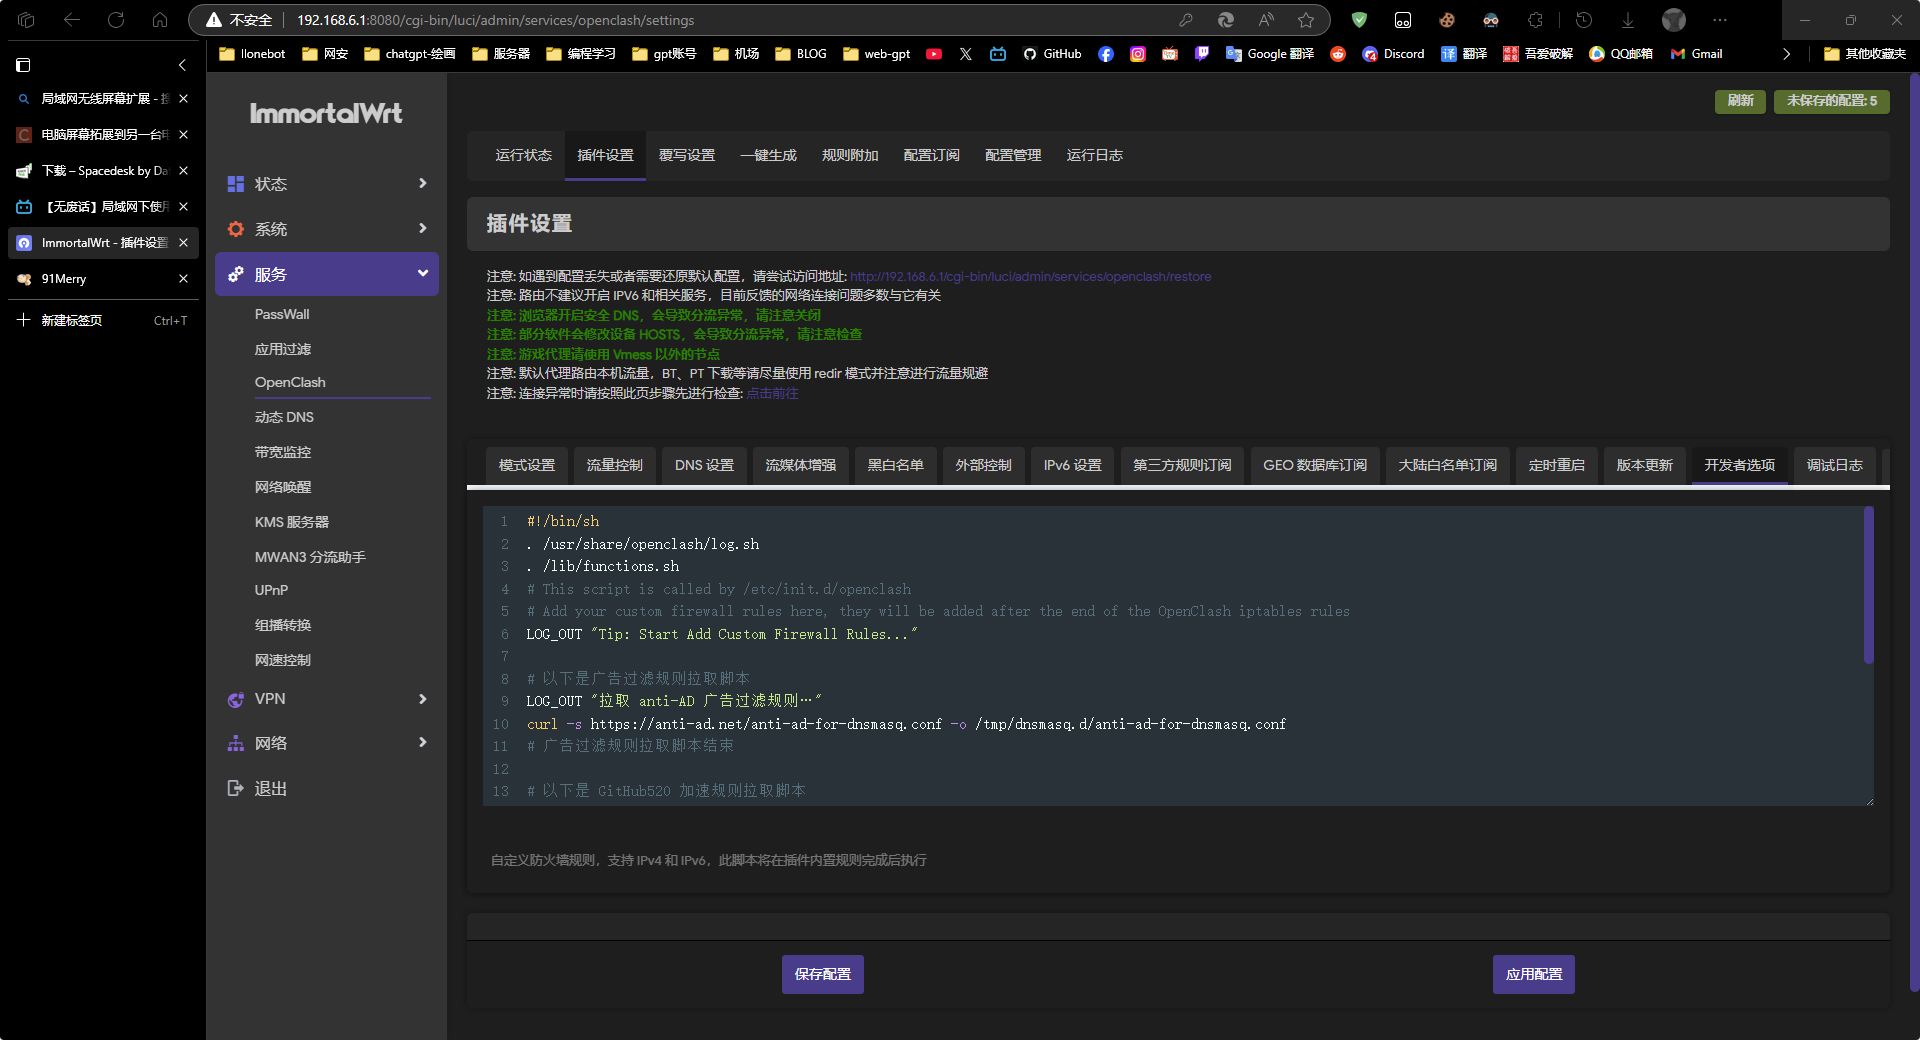 不安全 192.168.6.1:8080/cgi-bin/luci/admin/services/openclash/settings
llonebot 网安 chatgpt-绘画 服务器 编程学习 gpt账号 机场 BLOG web-gpt GitHub Google 翻译 Discord 翻译 吾爱破解 QQ邮箱 Gmail 其他收藏夹
局域网无线屏幕扩展 -
电脑屏幕拓展到另一台
下载 – Spacedesk by Da
【无废话】局域网下使用
ImmortalWrt - 插件设置
91Merry
新建标签页 Ctrl+T
ImmortalWrt
状态
系统
服务
PassWall
应用过滤
OpenClash
动态 DNS
带宽监控
网络唤醒
KMS 服务器
MWAN3 分流助手
UPnP
组播转换
网速控制
VPN
网络
退出
刷新 未保存的配置: 5
运行状态 插件设置 覆写设置 一键生成 规则附加 配置订阅 配置管理 运行日志
插件设置
注意: 如遇到配置丢失或者需要还原默认配置，请尝试访问地址: http://192.168.6.1/cgi-bin/luci/admin/services/openclash/restore
注意: 路由不建议开启 IPV6 和相关服务，目前反馈的网络连接问题多数与它有关
注意: 浏览器开启安全 DNS，会导致分流异常，请注意关闭
注意: 部分软件会修改设备 HOSTS，会导致分流异常，请注意检查
注意: 游戏代理请使用 Vmess 以外的节点
注意: 默认代理路由本机流量，BT、PT 下载等请尽量使用 redir 模式并注意进行流量规避
注意: 连接异常时请按照此页步骤先进行检查: 点击前往
模式设置 流量控制 DNS 设置 流媒体增强 黑白名单 外部控制 IPv6 设置 第三方规则订阅 GEO 数据库订阅 大陆白名单订阅 定时重启 版本更新 开发者选项 调试日志
1 #!/bin/sh
2 . /usr/share/openclash/log.sh
3 . /lib/functions.sh
4 # This script is called by /etc/init.d/openclash
5 # Add your custom firewall rules here, they will be added after the end of the OpenClash iptables rules
6 LOG_OUT "Tip: Start Add Custom Firewall Rules..."
7
8 # 以下是广告过滤规则拉取脚本
9 LOG_OUT "拉取 anti-AD 广告过滤规则…"
10 curl -s https://anti-ad.net/anti-ad-for-dnsmasq.conf -o /tmp/dnsmasq.d/anti-ad-for-dnsmasq.conf
11 # 广告过滤规则拉取脚本结束
12
13 # 以下是 GitHub520 加速规则拉取脚本
自定义防火墙规则，支持 IPv4 和 IPv6，此脚本将在插件内置规则完成后执行
保存配置 应用配置